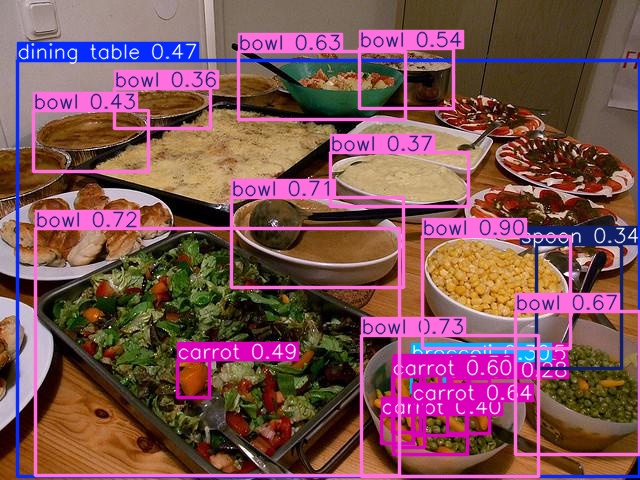 dining table 0.47
bowl 0.63
bowl 0.54
bowl 0.36
bowl 0.43
bowl 0.37
bowl 0.71
bowl 0.72
bowl 0.90
spoon 0.34
bowl 0.67
bowl 0.73
carrot 0.49
carrot 0.60
0.28
carrot 0.64
carrot 0.40